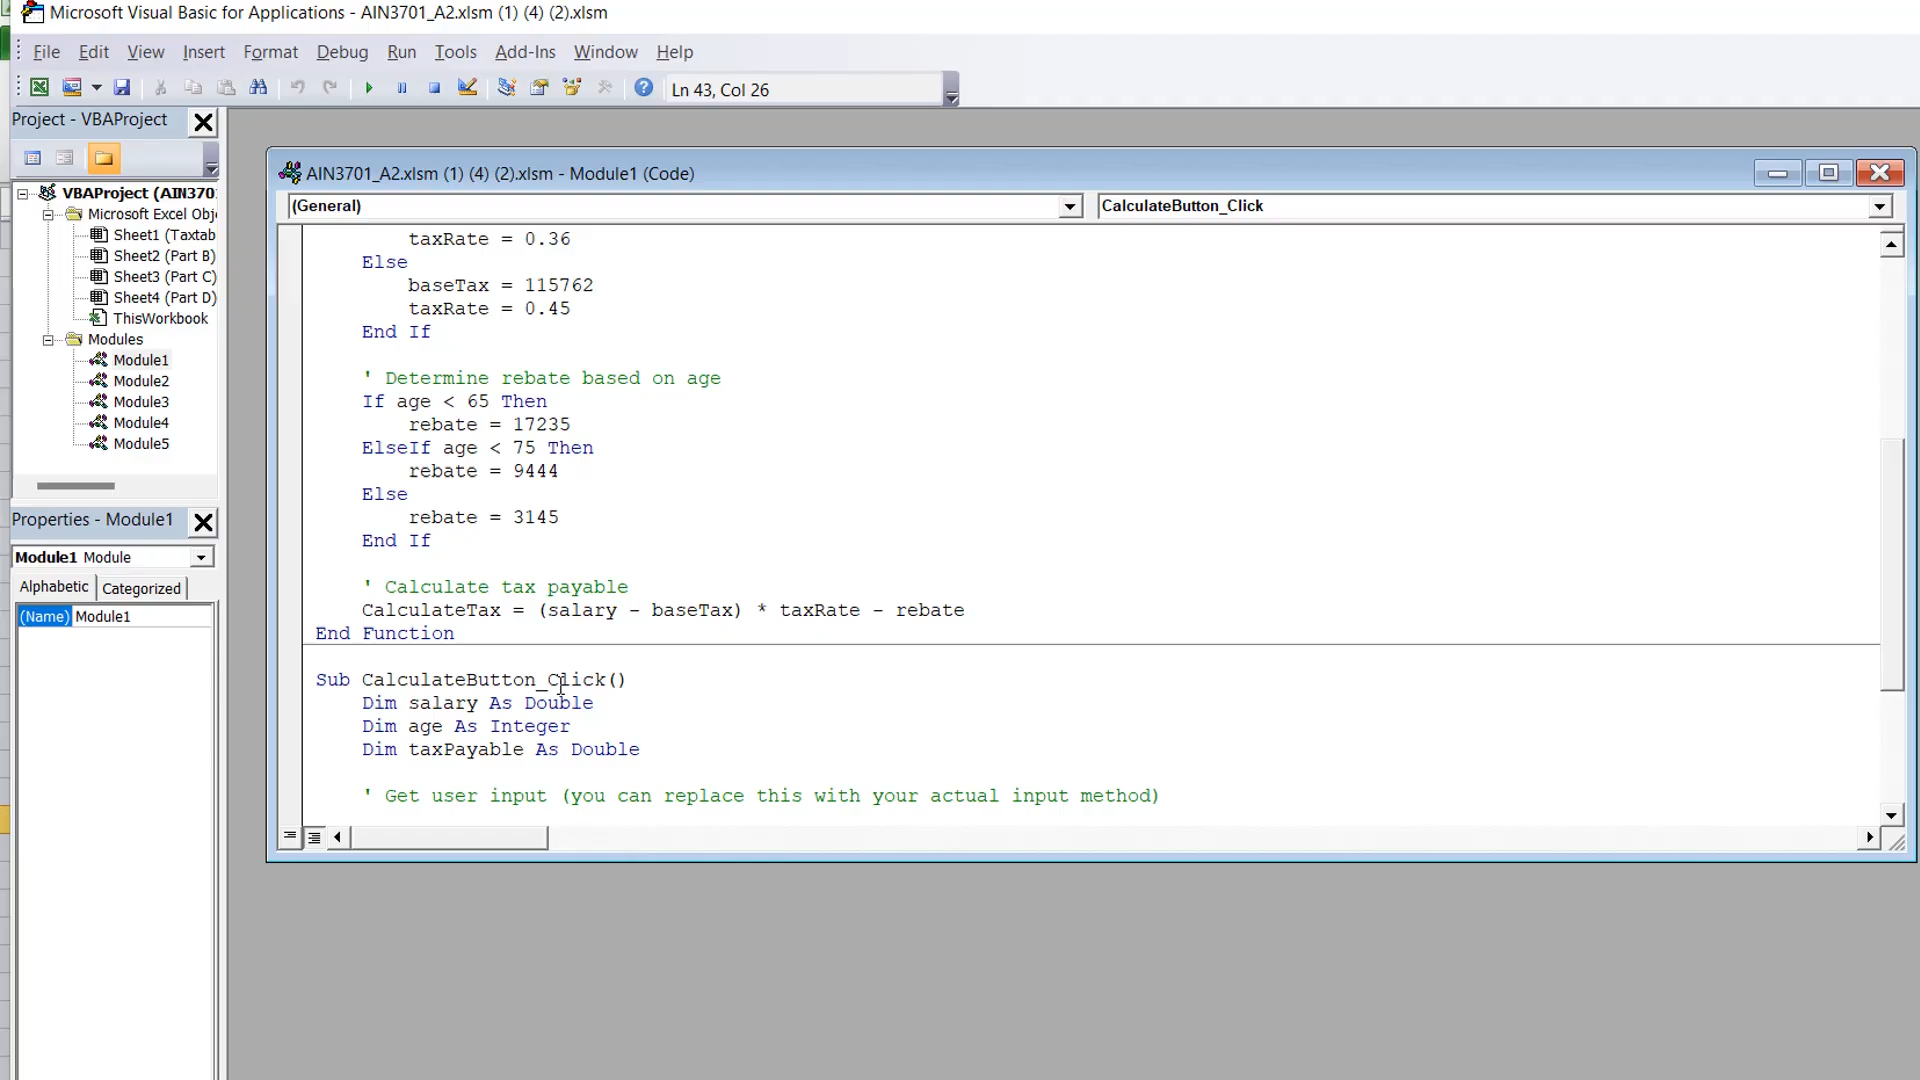 Microsoft Visual Basic for Applications - AIN3701_A2.xlsm (1) (4) (2).xlsm
File Edit View Insert Format Debug Run Tools Add-Ins Window Help
Ln 43, Col 26
Project - VBAProject
VBAProject (AIN370
Microsoft Excel Obj
Sheet1 (Taxtab
Sheet2 (Part B)
Sheet3 (Part C)
Sheet4 (Part D)
ThisWorkbook
Modules
Module1
Module2
Module3
Module4
Module5
Properties - Module1
Module1 Module
Alphabetic Categorized
(Name) Module1
AIN3701_A2.xlsm (1) (4) (2).xlsm - Module1 (Code)
(General) CalculateButton_Click
taxRate = 0.36
Else
baseTax = 115762
taxRate = 0.45
End If
' Determine rebate based on age
If age < 65 Then
rebate = 17235
ElseIf age < 75 Then
rebate = 9444
Else
rebate = 3145
End If
' Calculate tax payable
CalculateTax = (salary - baseTax) * taxRate - rebate
End Function
Sub CalculateButton_Click()
Dim salary As Double
Dim age As Integer
Dim taxPayable As Double
' Get user input (you can replace this with your actual input method)